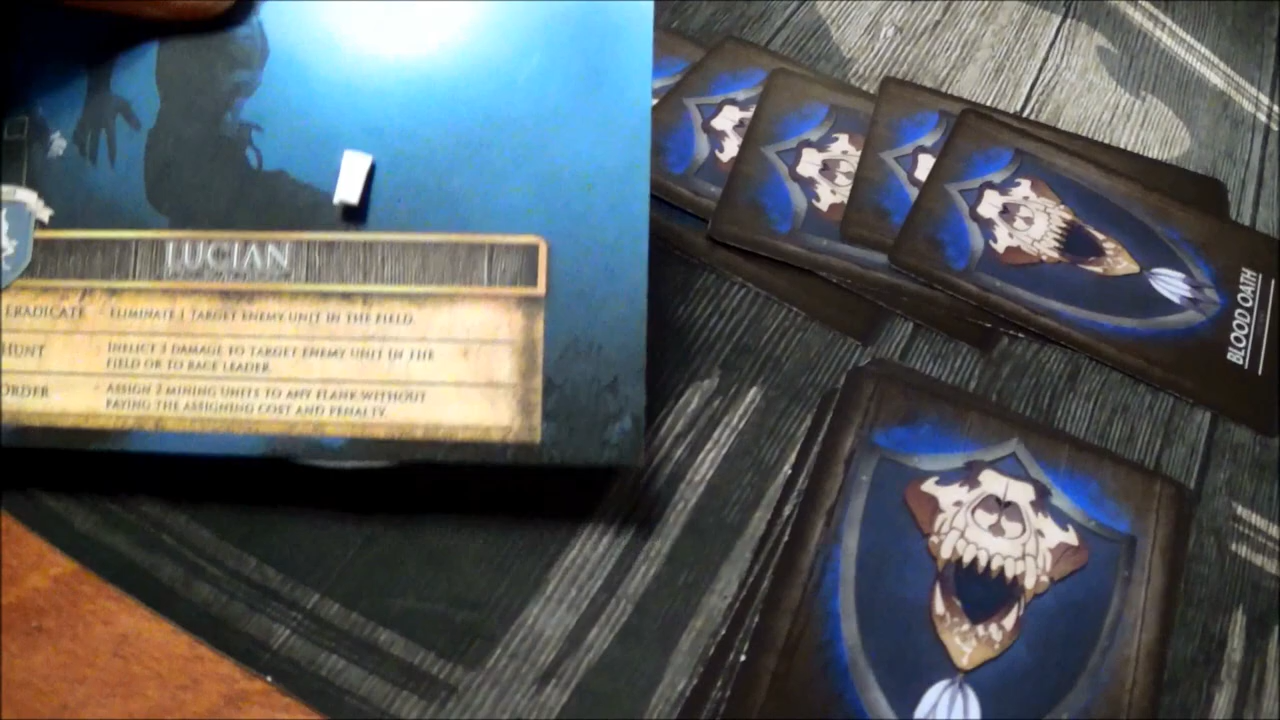 LUCIAN
ERADICATE - ELIMINATE 1 TARGET ENEMY UNIT IN THE FIELD.
HUNT - INFLICT 3 DAMAGE TO TARGET ENEMY UNIT IN THE
FIELD OR TO RACE LEADER.
ORDER - ASSIGN 2 MINING UNITS TO ANY FLANK WITHOUT
PAYING THE ASSIGNING COST AND PENALTY.
BLOOD OATH